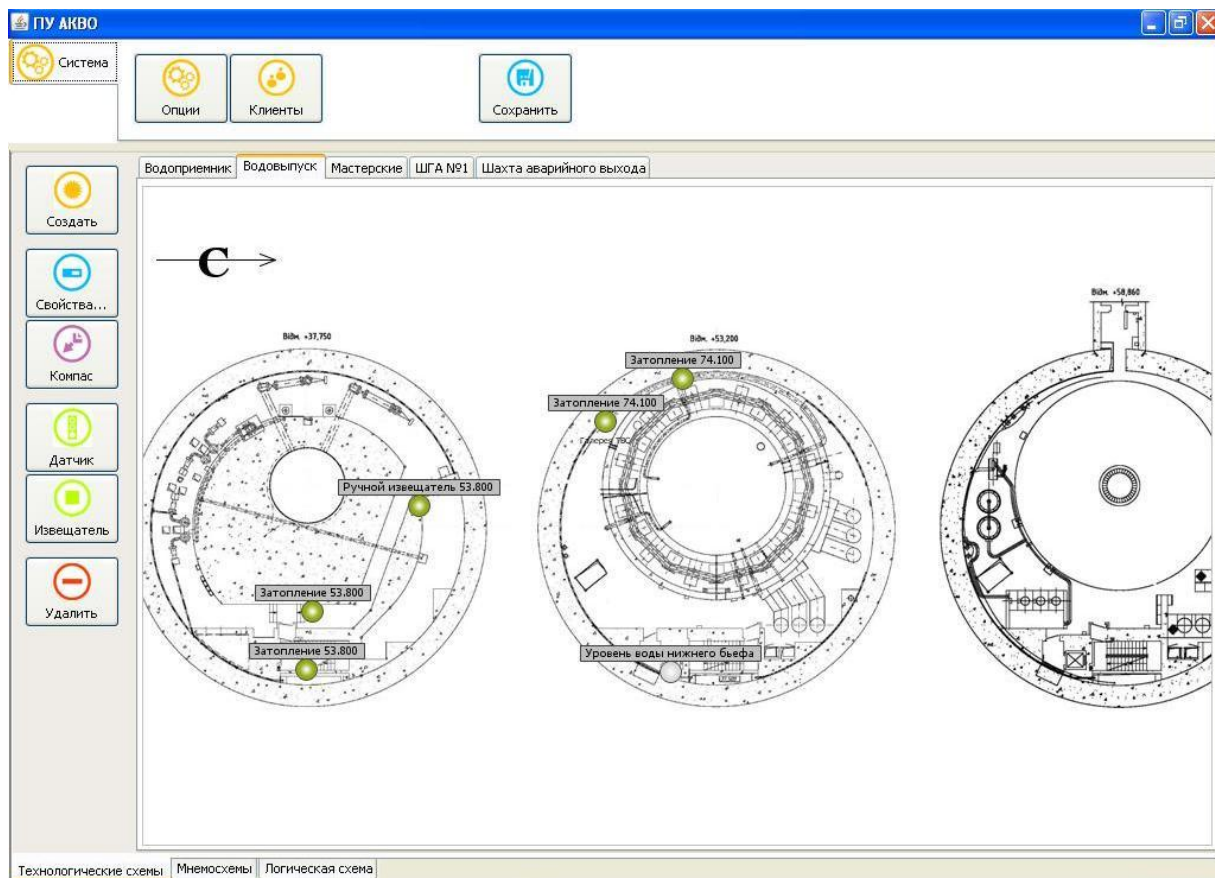 ПУ АКВО
Система
Опции
Клиенты
Сохранить
Водоприемник
Водовыпуск
Мастерские
ШГА №1
Шахта аварийного выхода
Создать
Свойства...
Компас
Датчик
Извещатель
Удалить
С
Відм. +37,750
Відм. +53,200
Відм. +58,860
Затопление 74.100
Затопление 74.100
Галерея ТВО
Ручной извещатель 53.800
Затопление 53.800
Затопление 53.800
Уровень воды нижнего бьефа
Технологические схемы
Мнемосхемы
Логическая схема